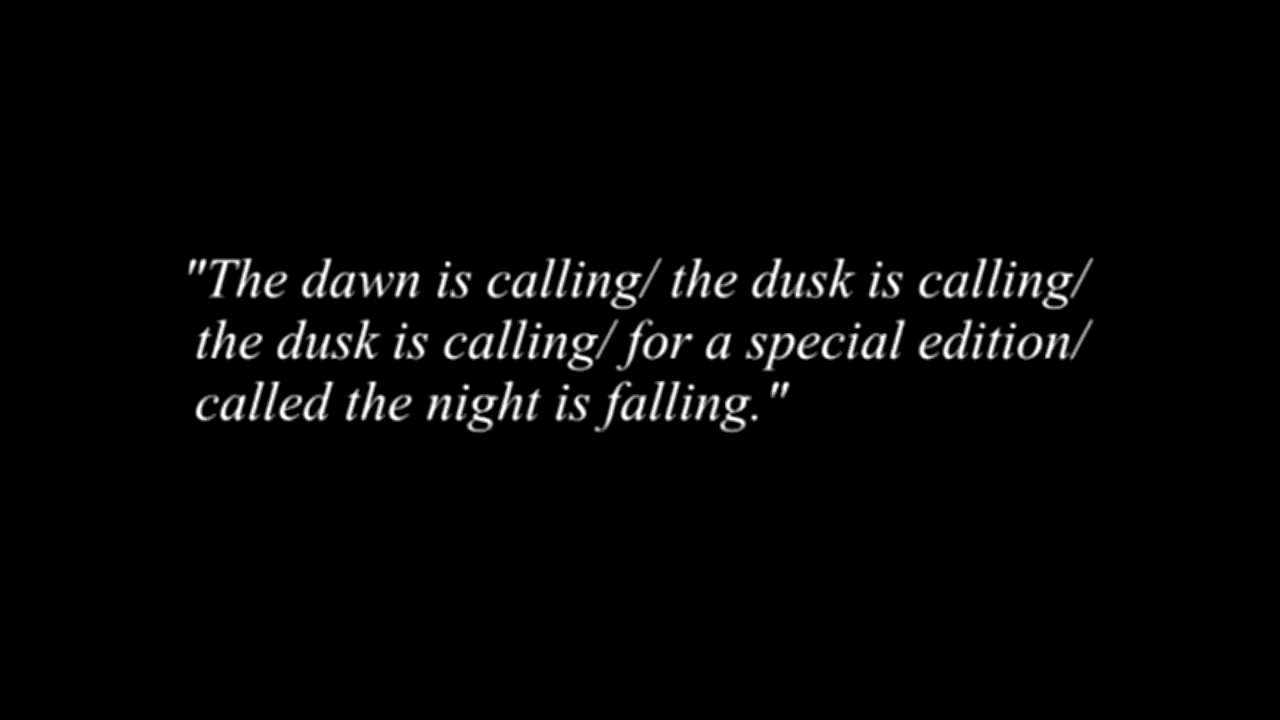 "The dawn is calling/ the dusk is calling/
the dusk is calling/ for a special edition/
called the night is falling."